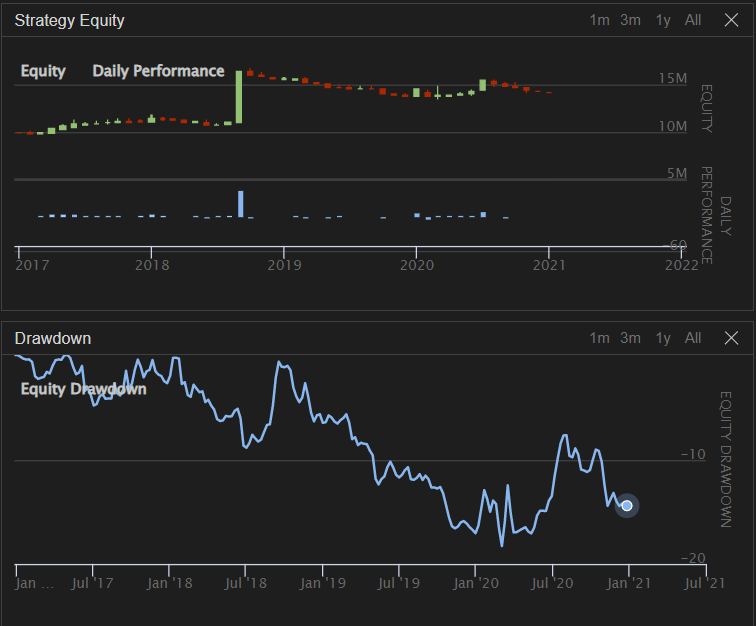 Strategy Equity 1m 3m 1y All
Equity Daily Performance
15M
10M
5M
EQUITY
DAILY
PERFORMANCE
-60
2017 2018 2019 2020 2021 2022
Drawdown 1m 3m 1y All
Equity Drawdown
-10
-20
EQUITY DRAWDOWN
Jan ... Jul '17 Jan '18 Jul '18 Jan '19 Jul '19 Jan '20 Jul '20 Jan '21 Jul '21